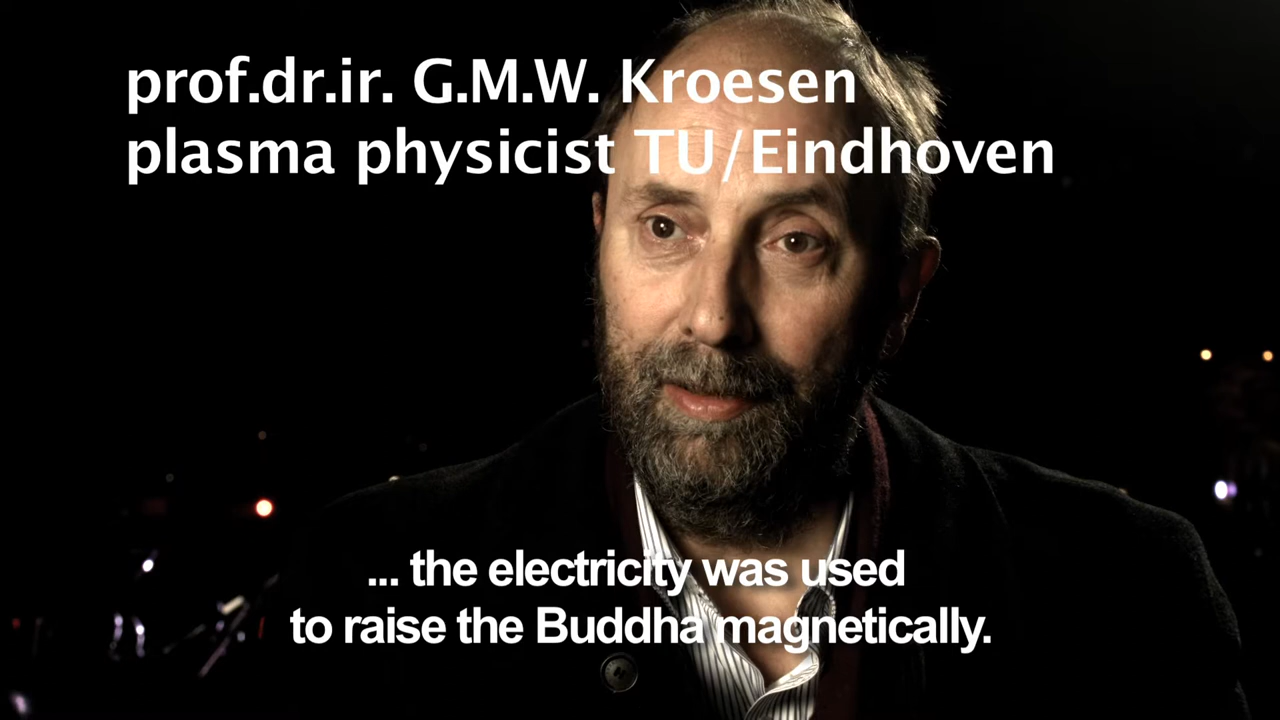 prof.dr.ir. G.M.W. Kroesen
plasma physicist TU/Eindhoven
... the electricity was used
to raise the Buddha magnetically.